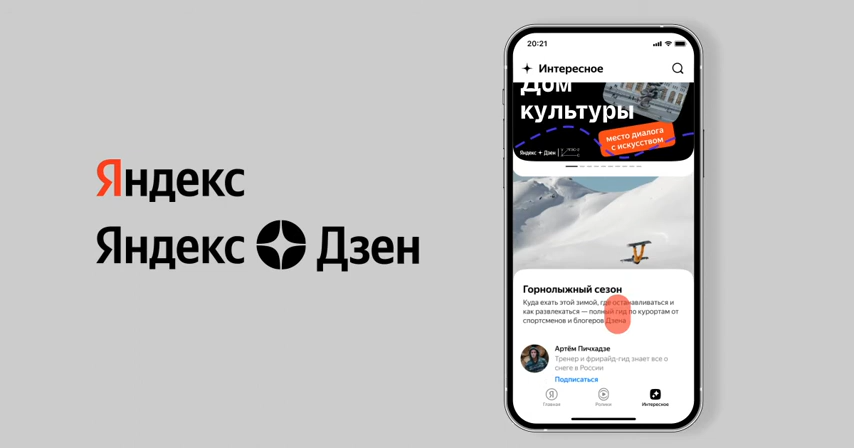 Яндекс
Яндекс Дзен
20:21
Интересное
Дом
культуры
место диалога
с искусством
Яндекс Дзен
Горнолыжный сезон
Куда ехать этой зимой, где останавливаться и
как развлекаться — полный гид по курортам от
спортсменов и блогеров Дзена
Артём Пичхадзе
Тренер и фрирайд-гид знает все о
снеге в России
Подписаться
Главная
Ролики
Интересное